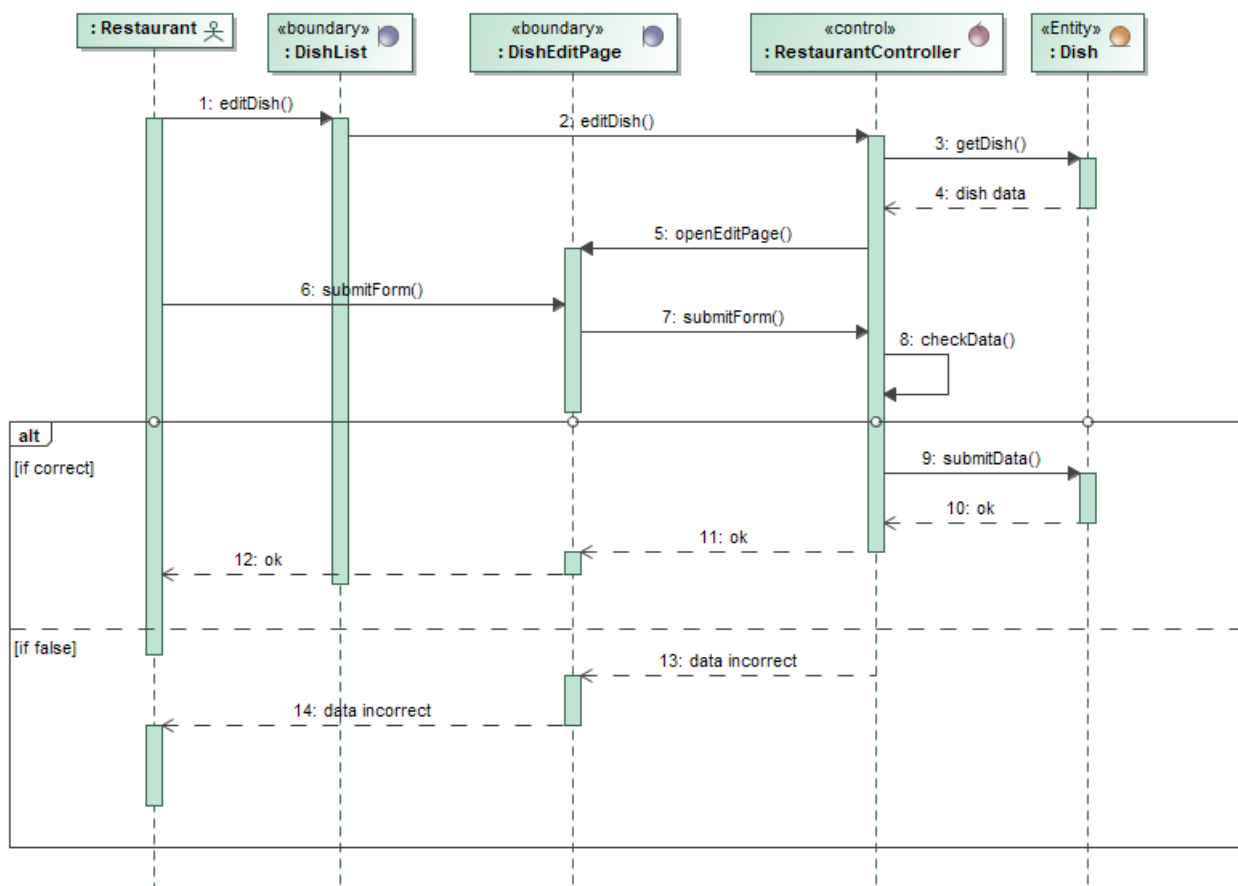 : Restaurant
«boundary»
: DishList
«boundary»
: DishEditPage
«control»
: RestaurantController
«Entity»
: Dish
1: editDish()
2: editDish()
3: getDish()
4: dish data
5: openEditPage()
6: submitForm()
7: submitForm()
8: checkData()
alt
[if correct]
9: submitData()
10: ok
11: ok
12: ok
[if false]
13: data incorrect
14: data incorrect